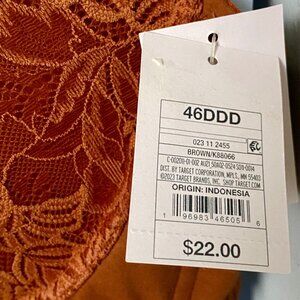 46DDD
023 11 2455
BROWN/K88066
DIST. BY TARGET CORPORATION, MPLS., MN 55403
©2023 TARGET BRANDS, INC. SHOP TARGET.COM
ORIGIN: INDONESIA
1 96983 46505 6
$22.00